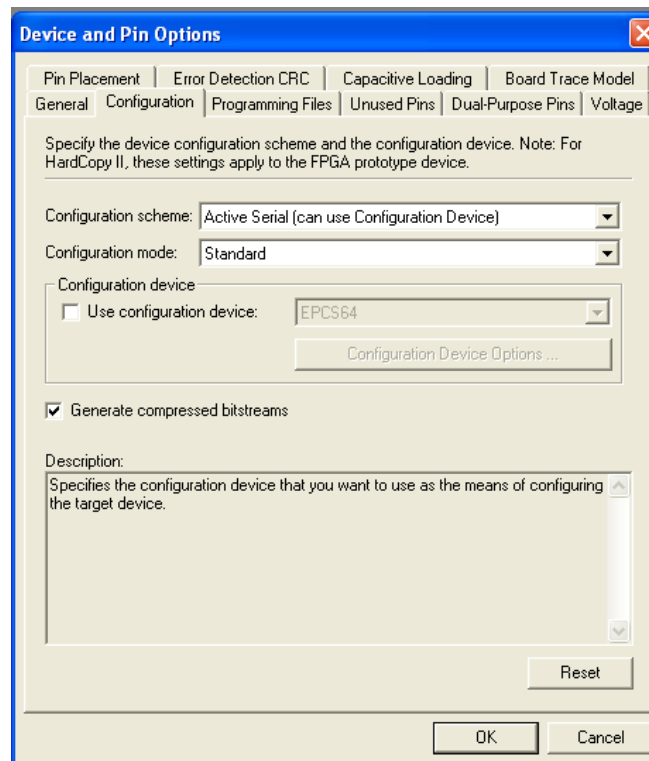 Device and Pin Options
Pin Placement Error Detection CRC Capacitive Loading Board Trace Model
General Configuration Programming Files Unused Pins Dual-Purpose Pins Voltage
Specify the device configuration scheme and the configuration device. Note: For
HardCopy II, these settings apply to the FPGA prototype device.
Configuration scheme: Active Serial (can use Configuration Device)
Configuration mode: Standard
Configuration device
Use configuration device: EPCS64
Configuration Device Options ...
Generate compressed bitstreams
Description:
Specifies the configuration device that you want to use as the means of configuring
the target device.
Reset
OK Cancel